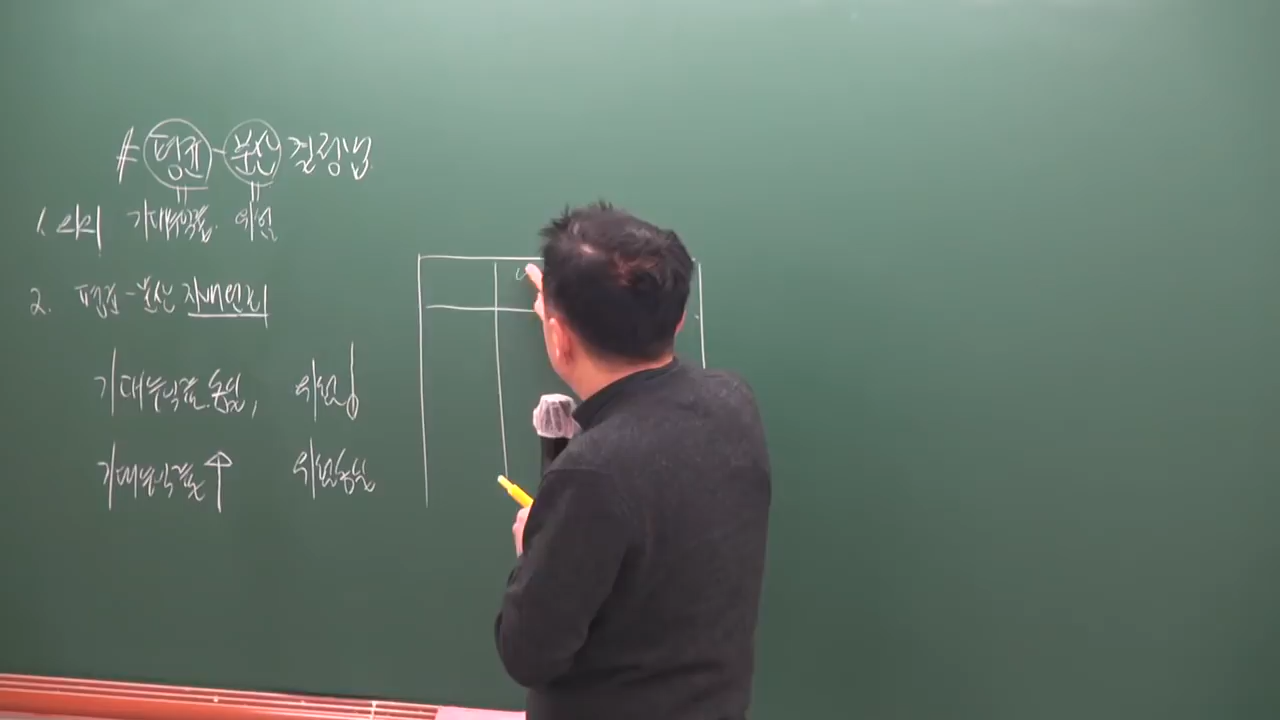 # 평균-분산 결정법
1. 의의 기대수익률. 위험
2. 평균-분산 지배원리
기대수익률 동일, 위험↓
기대수익률↑ 위험동일